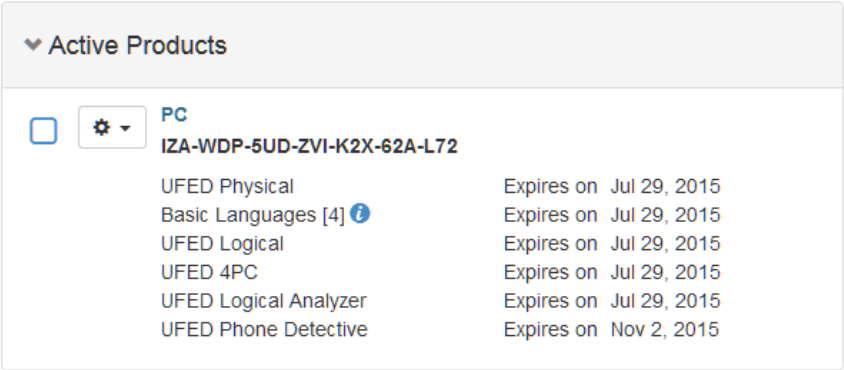 Active Products
PC
IZA-WDP-5UD-ZVI-K2X-62A-L72
UFED Physical Expires on Jul 29, 2015
Basic Languages [4] i Expires on Jul 29, 2015
UFED Logical Expires on Jul 29, 2015
UFED 4PC Expires on Jul 29, 2015
UFED Logical Analyzer Expires on Jul 29, 2015
UFED Phone Detective Expires on Nov 2, 2015